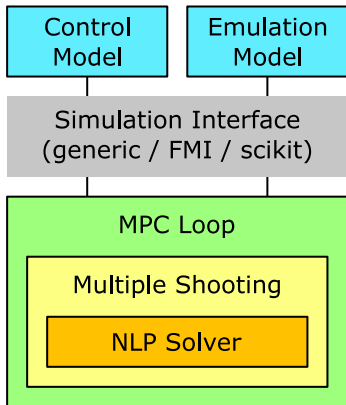 Control
Model
Emulation
Model
Simulation Interface
(generic / FMI / scikit)
MPC Loop
Multiple Shooting
NLP Solver